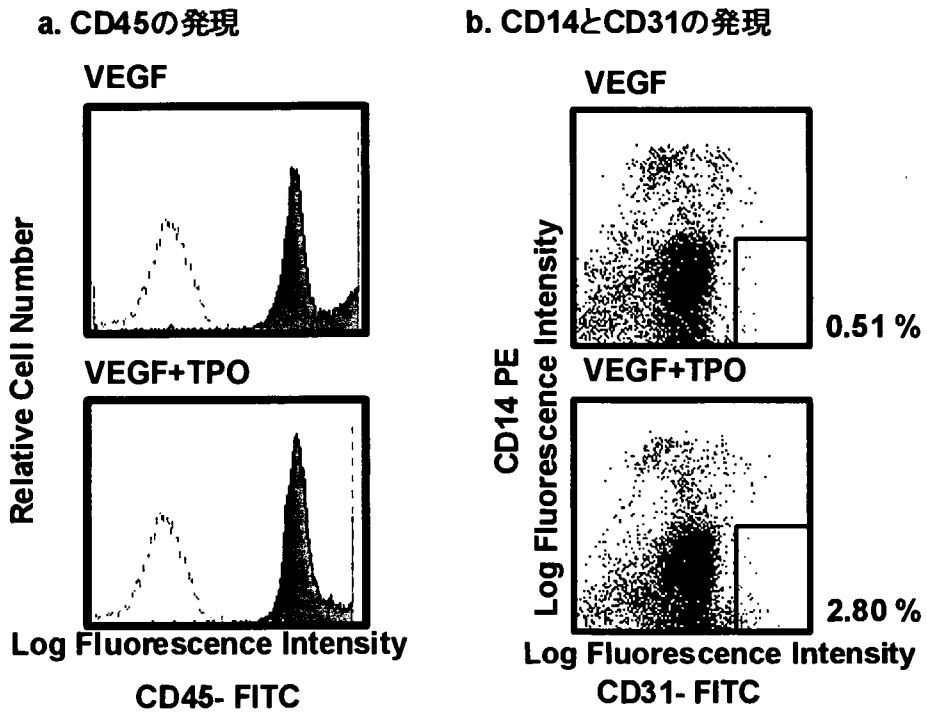 a. CD45の発現
VEGF
VEGF+TPO
Relative Cell Number
Log Fluorescence Intensity
CD45- FITC
b. CD14とCD31の発現
VEGF
0.51 %
VEGF+TPO
2.80 %
CD14 PE
Log Fluorescence Intensity
Log Fluorescence Intensity
CD31- FITC